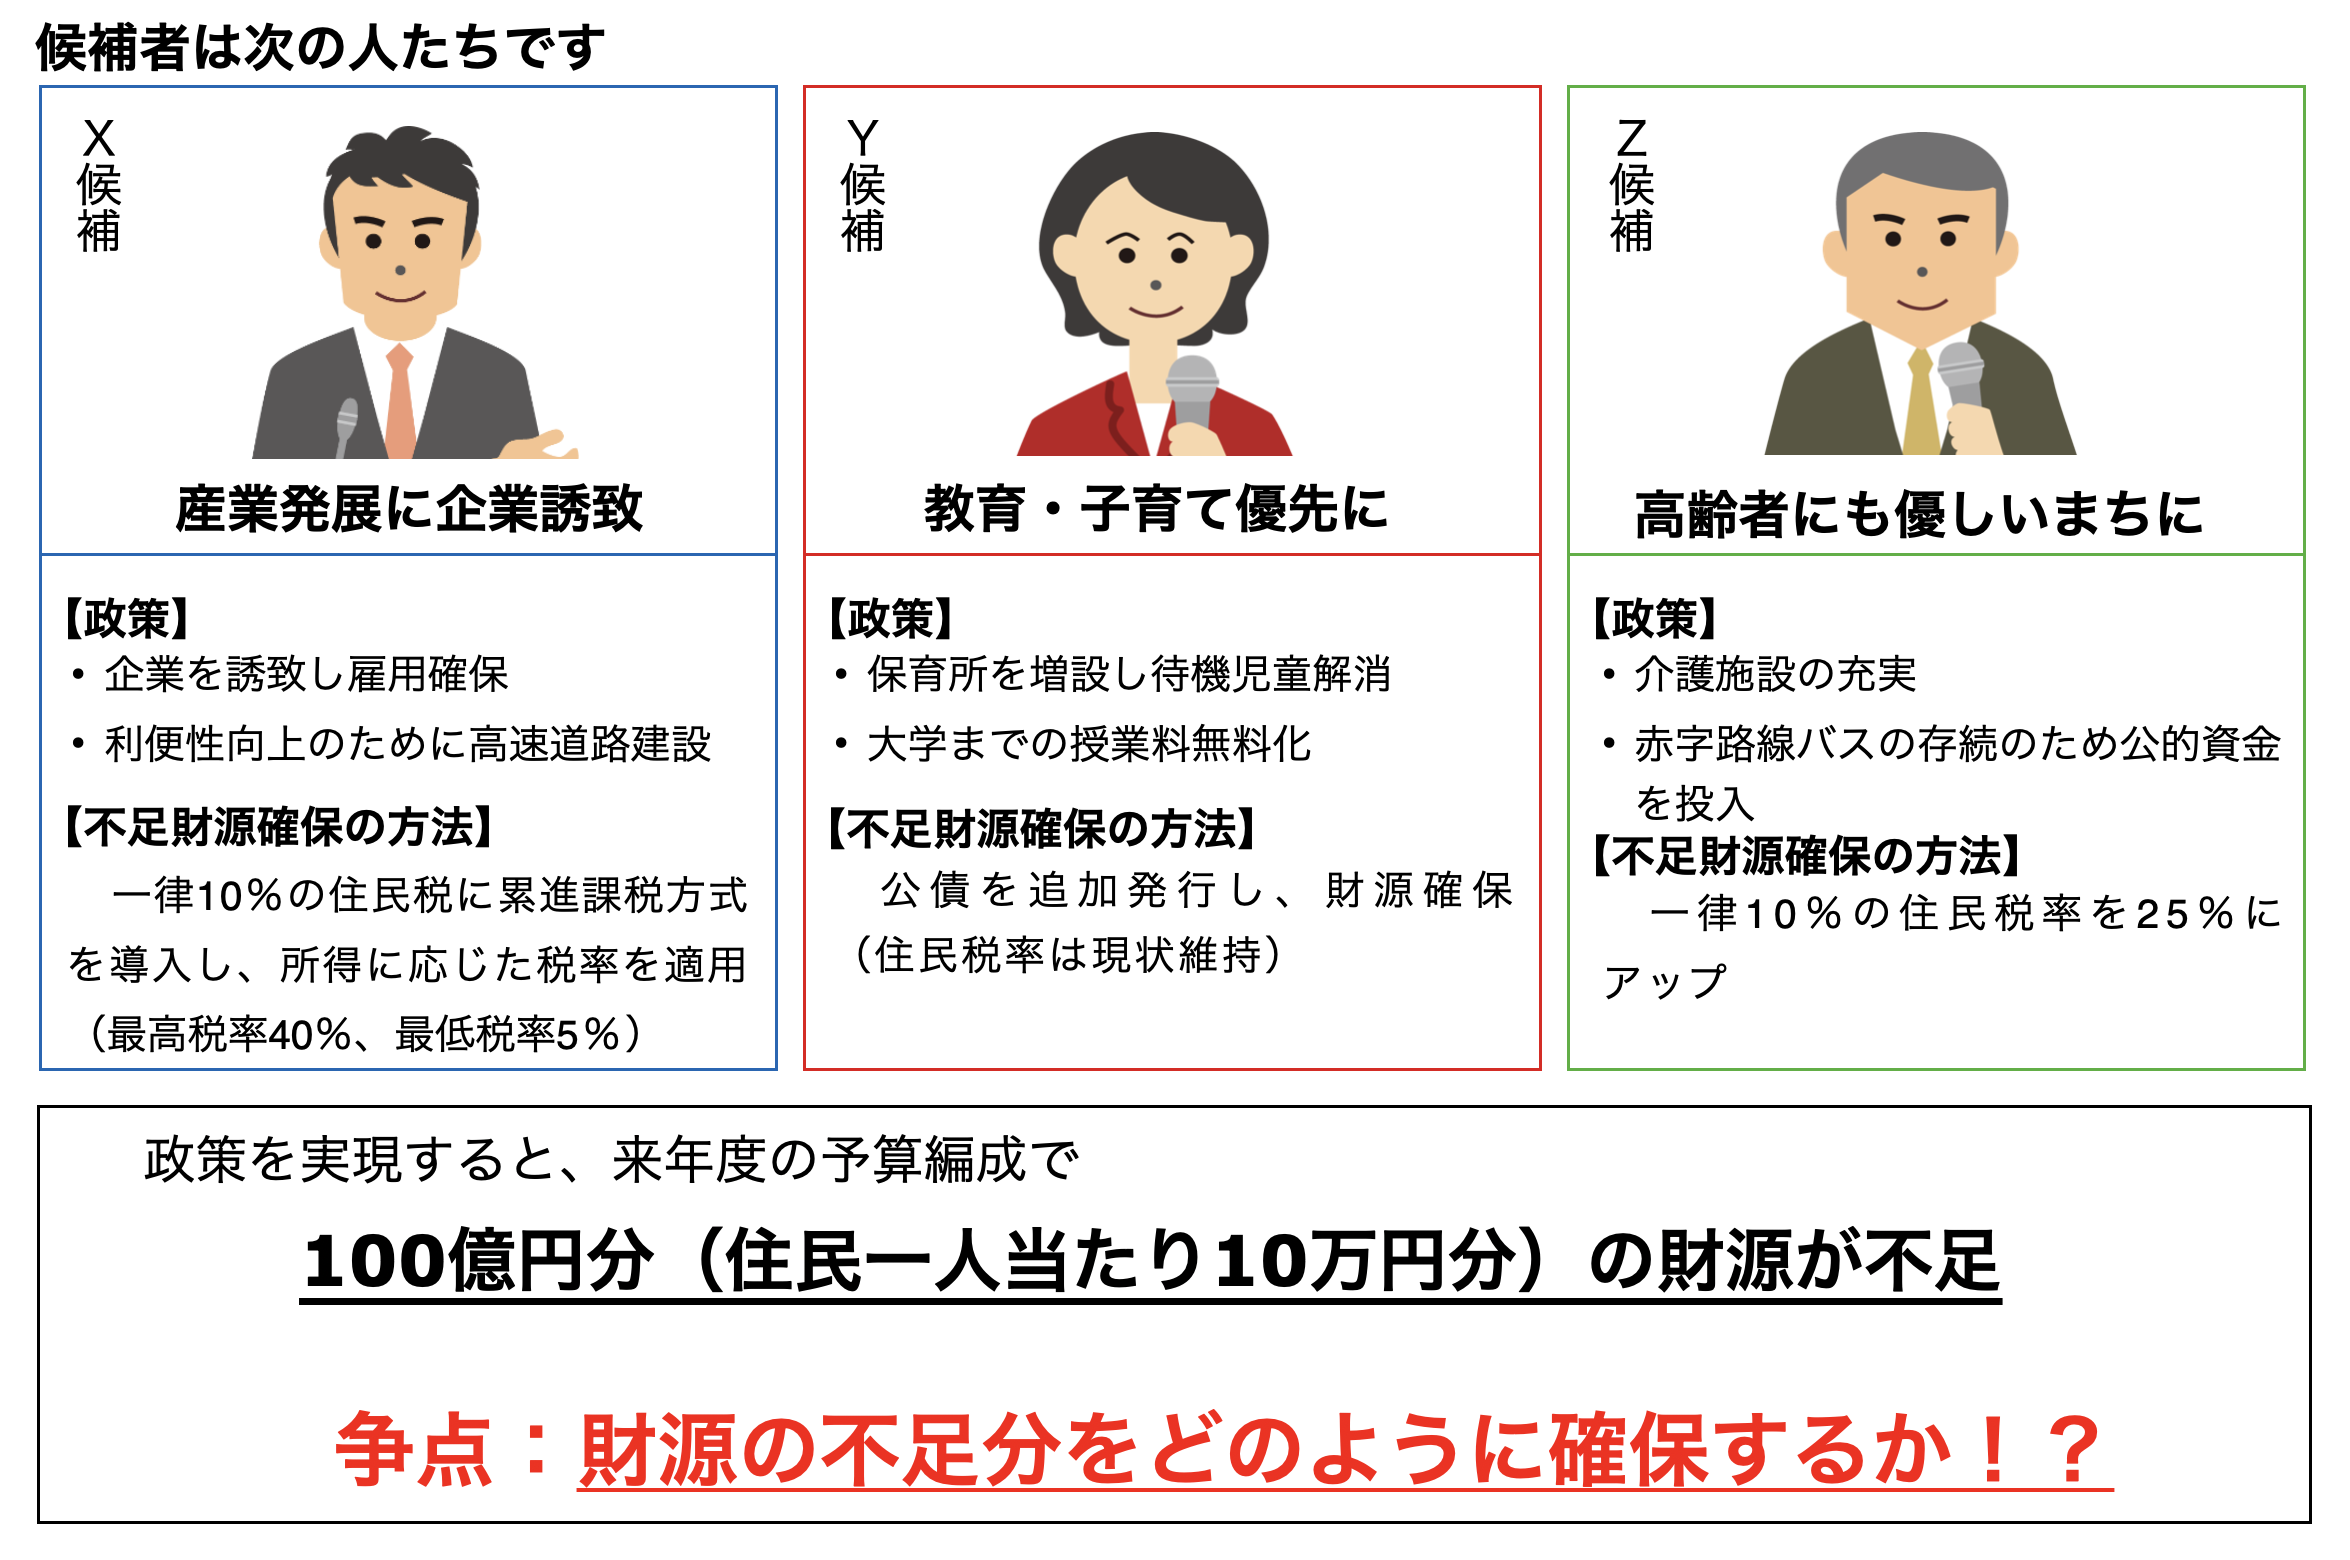 候補者は次の人たちです
X候補
産業発展に企業誘致
【政策】
• 企業を誘致し雇用確保
• 利便性向上のために高速道路建設
【不足財源確保の方法】
一律10％の住民税に累進課税方式
を導入し、所得に応じた税率を適用
（最高税率40％、最低税率5％）
Y候補
教育・子育て優先に
【政策】
• 保育所を増設し待機児童解消
• 大学までの授業料無料化
【不足財源確保の方法】
公債を追加発行し、財源確保
（住民税率は現状維持）
Z候補
高齢者にも優しいまちに
【政策】
• 介護施設の充実
• 赤字路線バスの存続のため公的資金
を投入
【不足財源確保の方法】
一律10％の住民税率を25％に
アップ
政策を実現すると、来年度の予算編成で
100億円分（住民一人当たり10万円分）の財源が不足
争点：財源の不足分をどのように確保するか！？